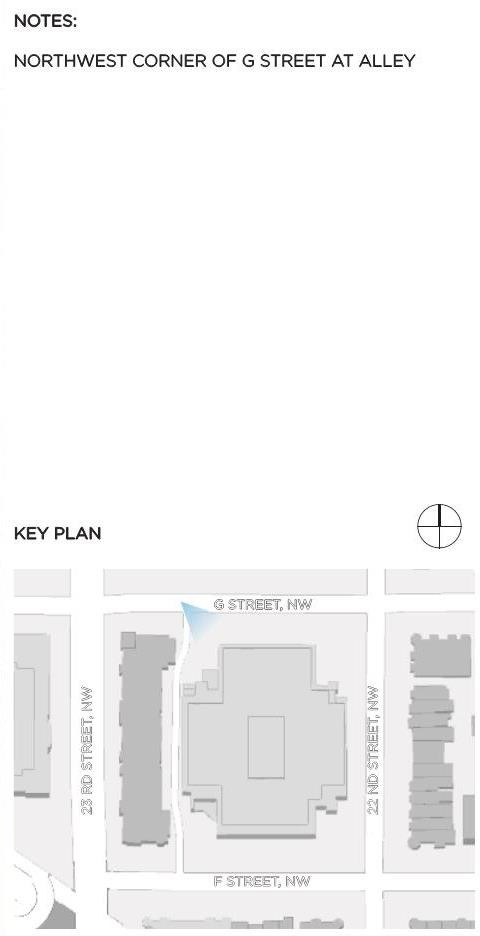 NOTES:
NORTHWEST CORNER OF G STREET AT ALLEY
KEY PLAN
G STREET, NW
23 RD STREET, NW
22 ND STREET, NW
F STREET, NW